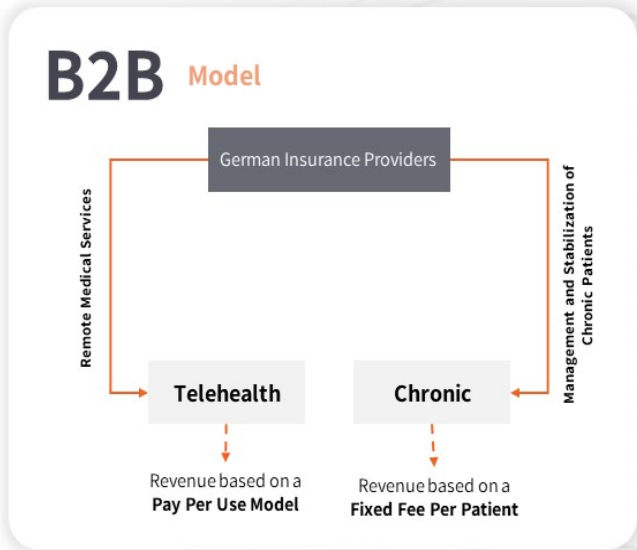 B2B Model
German Insurance Providers
Remote Medical Services
Management and Stabilization of
Chronic Patients
Telehealth
Chronic
Revenue based on a
Pay Per Use Model
Revenue based on a
Fixed Fee Per Patient